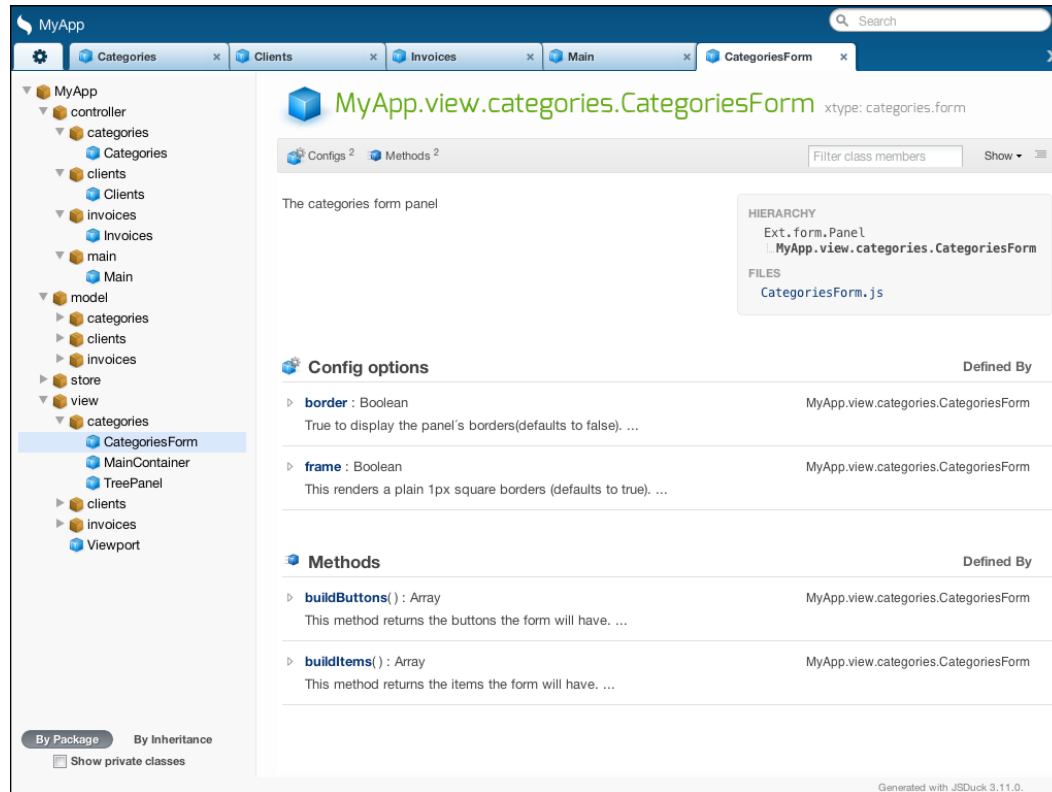 MyApp
Search
Categories
Clients
Invoices
Main
CategoriesForm
MyApp
controller
categories
Categories
clients
Clients
invoices
Invoices
main
Main
model
categories
clients
invoices
store
view
categories
CategoriesForm
MainContainer
TreePanel
clients
invoices
Viewport
By Package By Inheritance
Show private classes
MyApp.view.categories.CategoriesForm xtype: categories.form
Configs 2 Methods 2 Filter class members Show
The categories form panel
HIERARCHY
Ext.form.Panel
MyApp.view.categories.CategoriesForm
FILES
CategoriesForm.js
Config options Defined By
border : Boolean MyApp.view.categories.CategoriesForm
True to display the panel´s borders(defaults to false). ...
frame : Boolean MyApp.view.categories.CategoriesForm
This renders a plain 1px square borders (defaults to true). ...
Methods Defined By
buildButtons( ) : Array MyApp.view.categories.CategoriesForm
This method returns the buttons the form will have. ...
buildItems( ) : Array MyApp.view.categories.CategoriesForm
This method returns the items the form will have. ...
Generated with JSDuck 3.11.0.